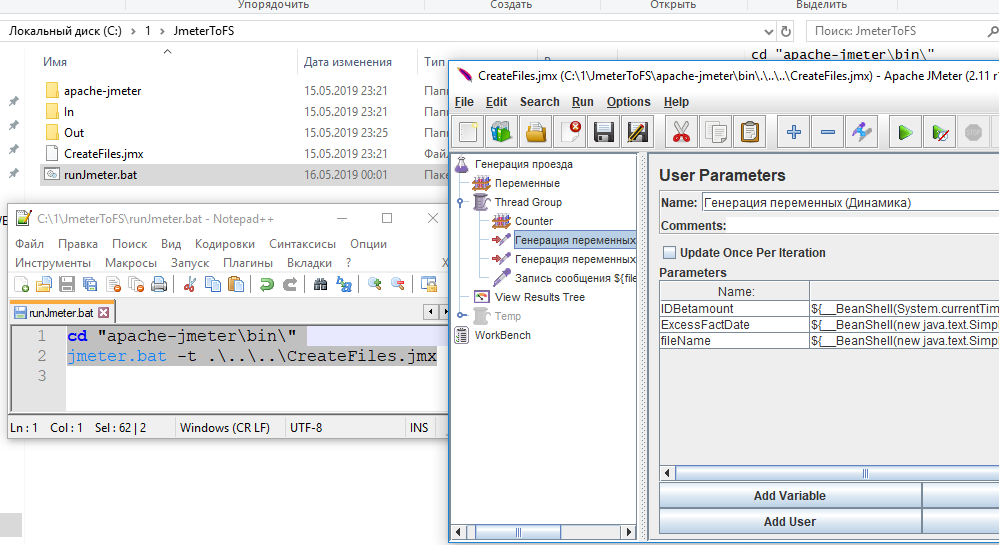 Упорядочить Создать Открыть Выделить
Локальный диск (C:) › 1 › JmeterToFS
Поиск: JmeterToFS
Имя Дата изменения Тип
apache-jmeter 15.05.2019 23:21
In 15.05.2019 23:21
Out 15.05.2019 23:25
CreateFiles.jmx 15.05.2019 23:21
runJmeter.bat 16.05.2019 00:01
cd "apache-jmeter\bin\"
C:\1\JmeterToFS\runJmeter.bat - Notepad++
Файл Правка Поиск Вид Кодировки Синтаксисы Опции
Инструменты Макросы Запуск Плагины Вкладки ? X
runJmeter.bat
1 cd "apache-jmeter\bin\"
2 jmeter.bat -t .\..\..\CreateFiles.jmx
3
Ln : 1 Col : 1 Sel : 62 | 2 Windows (CR LF) UTF-8 INS
CreateFiles.jmx (C:\1\JmeterToFS\apache-jmeter\bin\.\..\..\CreateFiles.jmx) - Apache JMeter (2.11 r
File Edit Search Run Options Help
Генерация проезда
Переменные
Thread Group
Counter
Генерация переменных
Генерация переменных
Запись сообщения ${file
View Results Tree
Temp
WorkBench
User Parameters
Name: Генерация переменных (Динамика)
Comments:
Update Once Per Iteration
Parameters
Name:
IDBetamount ${__BeanShell(System.currentTim
ExcessFactDate ${__BeanShell(new java.text.Simpl
fileName ${__BeanShell(new java.text.Simpl
Add Variable
Add User